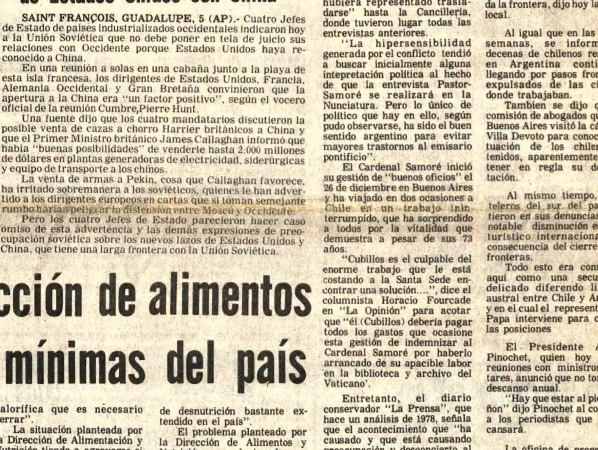 de Estados Unidos con China
SAINT FRANÇOIS, GUADALUPE, 5 (AP).- Cuatro Jefes
de Estado de países industrializados occidentales indicaron hoy
a la Unión Soviética que no debe poner en tela de juicio sus
relaciones con Occidente porque Estados Unidos haya re-
conocido a China.
En una reunión a solas en una cabaña junto a la playa de
esta isla francesa, los dirigentes de Estados Unidos, Francia,
Alemania Occidental y Gran Bretaña convinieron que la
apertura a la China era “un factor positivo”, según el vocero
oficial de la reunión Cumbre, Pierre Hunt.
Una fuente dijo que los cuatro mandatarios discutieron la
posible venta de cazas a chorro Harrier británicos a China y
que el Primer Ministro británico James Callaghan informó que
había “buenas posibilidades” de venderle hasta 2.000 millones
de dólares en plantas generadoras de electricidad, siderúrgicas
y equipo de transporte a los chinos.
La venta de armas a Pekín, cosa que Callaghan favorece,
ha irritado sobremanera a los soviéticos, quienes le han adver-
tido a los dirigentes europeos en cartas que si toman semejante
rumbo haría peligrar la distensión entre Moscú y Occidente.
Pero los cuatro Jefes de Estado parecieron hacer caso
omiso de esta advertencia y las demás expresiones de preo-
cupación soviética sobre los nuevos lazos de Estados Unidos y
China, que tiene una larga frontera con la Unión Soviética.
cción de alimentos
mínimas del país
alorífica que es necesario
errar”.
La situación planteada por
la Dirección de Alimentación y
de desnutrición bastante ex-
tendido en el país”.
El problema planteado por
la Dirección de Alimentos y
hubiera representado trasla-
darse” hasta la Cancillería,
donde tuvieron lugar todas las
entrevistas anteriores.
“La hipersensibilidad
generada por el conflicto tendió
a buscar inicialmente alguna
intepretación política al hecho
de que la entrevista Pastor-
Samoré se realizará en la
Nunciatura. Pero lo único de
político que hay en ello, según
pudo observarse, ha sido el buen
sentido argentino para evitar
mayores trastornos al emisario
pontificio”.
El Cardenal Samoré inició
su gestión de “buenos oficios” el
26 de diciembre en Buenos Aires
y ha viajado en dos ocasiones a
Chile en un trabajo inin-
terrumpido, que ha sorprendido
a todos por la vitalidad que
demuestra a pesar de sus 73
años.
“Cubillos es el culpable del
enorme trabajo que le está
costando a la Santa Sede en-
contrar una solución....”, dice el
columnista Horacio Fourcade
en “La Opinión” para acotar
que “él (Cubillos) debería pagar
todos los gastos que ocasione
esta gestión de indemnizar al
Cardenal Samoré por haberlo
arrancado de su apacible labor
en la biblioteca y archivo del
Vaticano’.
Entretanto, el diario
conservador “La Prensa”, que
hace un análisis de 1978, señala
que el acontecimiento que “ha
causado y que está causando
preocupación y desconcierto al
da la frontera, dijo hoy la
local.
Al igual que en las
semanas, se inform
decenas de chilenos re
en Argentina conti
llegando por pasos fron
expulsados de las ci
donde trabajaban.
Tambien se dijo q
comisión de abogados qu
Buenos Aires visitó la cá
Villa Devoto para conoc
tuación de los chilen
tenidos, aparentemente
tener en regla su do
tación.
Al mismo tiempo,
teleros del sur del pa
tieron en sus denuncias
notable disminución e
turístico internaciona
consecuencia del cierre
fronteras.
Todo esto era con
aquí como una secue
delicado diferendo lir
austral entre Chile y Ar
y en el cual el represent
Papa interviene para c
las posiciones
El Presidente A
Pinochet, quien hoy
reuniones con ministros
tares, anunció que no ton
descanso anual.
“Hay que estar al pie
ñón” dijo Pinochet al co
a los periodistas que
cansará.
La oficina de prens